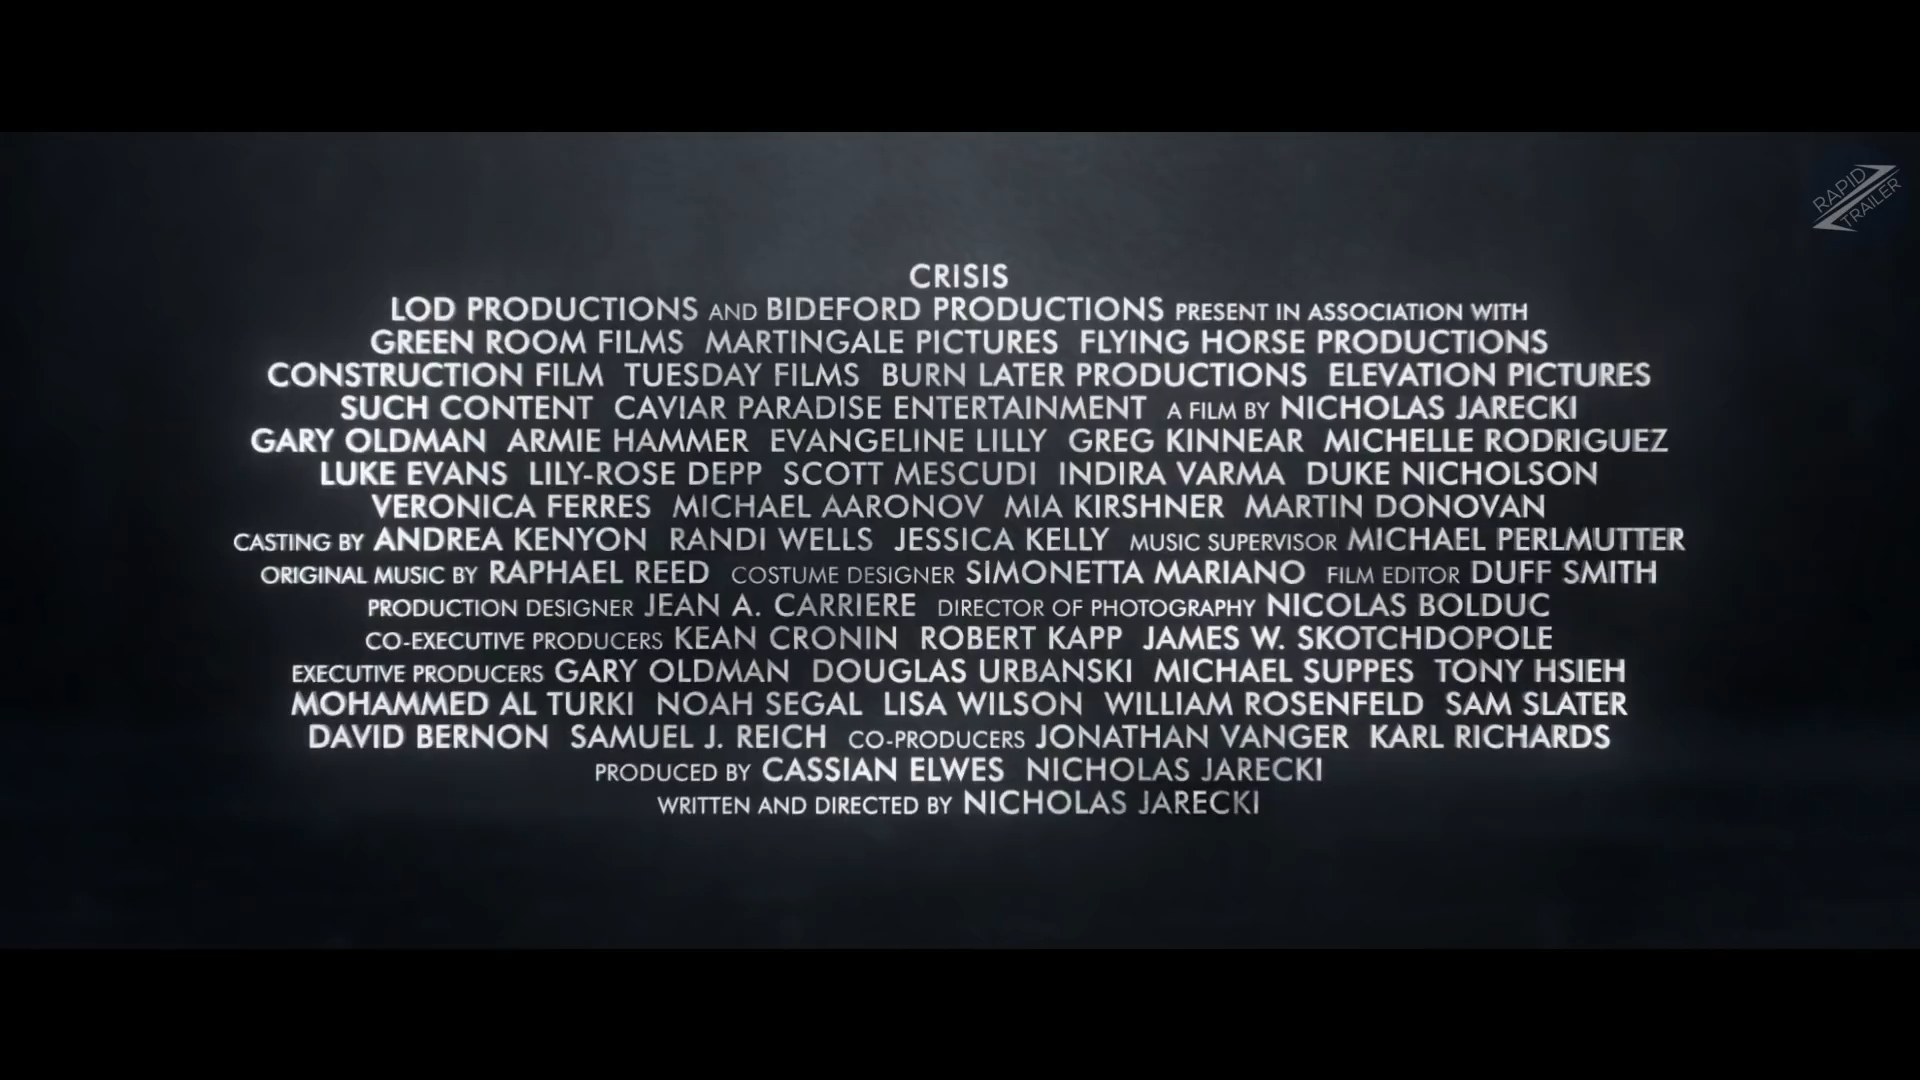 RAPID
TRAILER
CRISIS
LOD PRODUCTIONS AND BIDEFORD PRODUCTIONS PRESENT IN ASSOCIATION WITH
GREEN ROOM FILMS MARTINGALE PICTURES FLYING HORSE PRODUCTIONS
CONSTRUCTION FILM TUESDAY FILMS BURN LATER PRODUCTIONS ELEVATION PICTURES
SUCH CONTENT CAVIAR PARADISE ENTERTAINMENT A FILM BY NICHOLAS JARECKI
GARY OLDMAN ARMIE HAMMER EVANGELINE LILLY GREG KINNEAR MICHELLE RODRIGUEZ
LUKE EVANS LILY-ROSE DEPP SCOTT MESCUDI INDIRA VARMA DUKE NICHOLSON
VERONICA FERRES MICHAEL AARONOV MIA KIRSHNER MARTIN DONOVAN
CASTING BY ANDREA KENYON RANDI WELLS JESSICA KELLY MUSIC SUPERVISOR MICHAEL PERLMUTTER
ORIGINAL MUSIC BY RAPHAEL REED COSTUME DESIGNER SIMONETTA MARIANO FILM EDITOR DUFF SMITH
PRODUCTION DESIGNER JEAN A. CARRIERE DIRECTOR OF PHOTOGRAPHY NICOLAS BOLDUC
CO-EXECUTIVE PRODUCERS KEAN CRONIN ROBERT KAPP JAMES W. SKOTCHDOPOLE
EXECUTIVE PRODUCERS GARY OLDMAN DOUGLAS URBANSKI MICHAEL SUPPES TONY HSIEH
MOHAMMED AL TURKI NOAH SEGAL LISA WILSON WILLIAM ROSENFELD SAM SLATER
DAVID BERNON SAMUEL J. REICH CO-PRODUCERS JONATHAN VANGER KARL RICHARDS
PRODUCED BY CASSIAN ELWES NICHOLAS JARECKI
WRITTEN AND DIRECTED BY NICHOLAS JARECKI